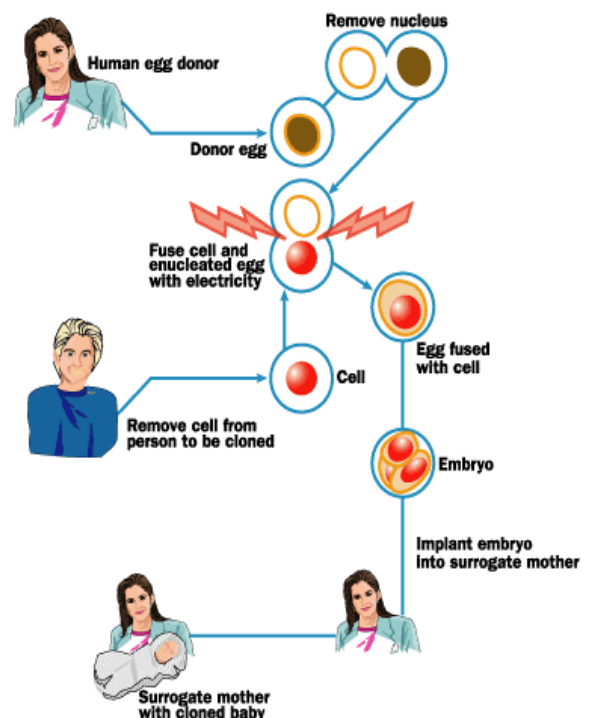 Remove nucleus
Human egg donor
Donor egg
Fuse cell and
enucleated egg
with electricity
Egg fused
with cell
Cell
Remove cell from
person to be cloned
Embryo
Implant embryo
into surrogate mother
Surrogate mother
with cloned baby